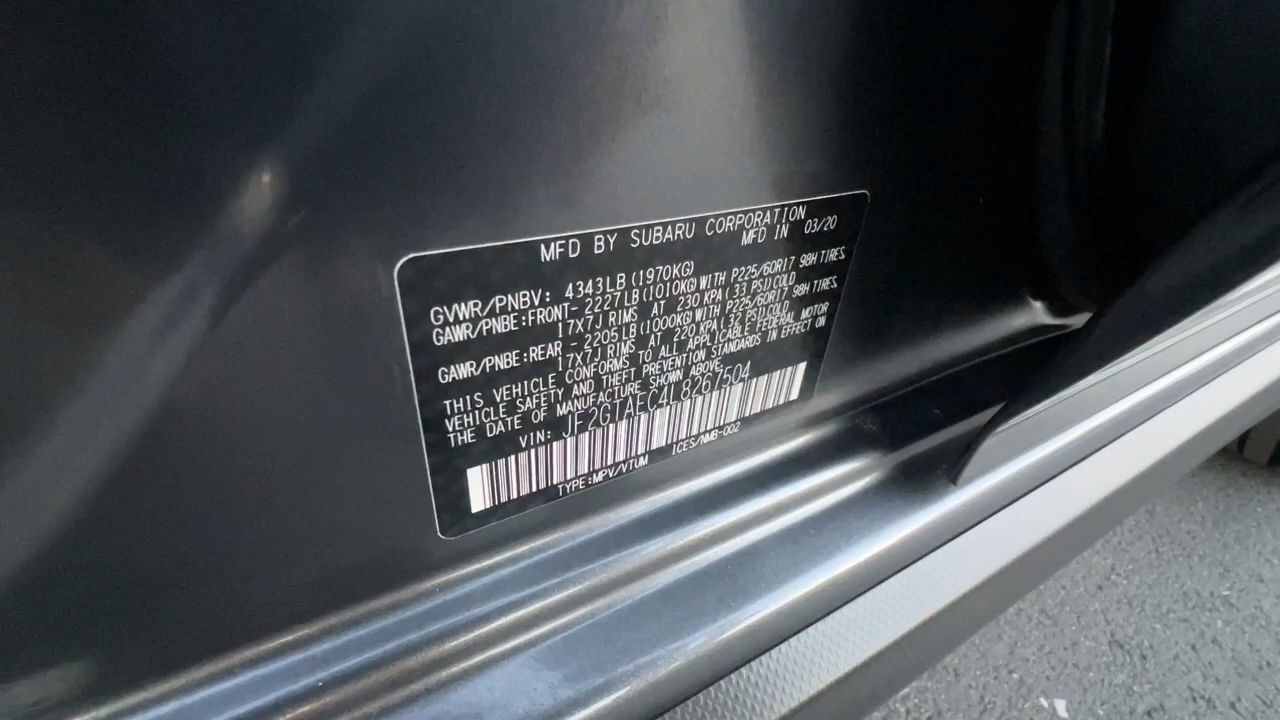 MFD BY SUBARU CORPORATION
MFD IN 03/20
GVWR/PNBV: 4343LB (1970KG)
GAWR/PNBE:FRONT- 2227LB (1010KG) WITH P225/60R17 98H TIRES,
17X7J RIMS AT 230 KPA (33 PSI) COLD
GAWR/PNBE:REAR - 2205LB (1000KG) WITH P225/60R17 98H TIRES,
17X7J RIMS AT 220 KPA (32 PSI) COLD
THIS VEHICLE CONFORMS TO ALL APPLICABLE FEDERAL MOTOR
VEHICLE SAFETY AND THEFT PREVENTION STANDARDS IN EFFECT ON
THE DATE OF MANUFACTURE SHOWN ABOVE.
VIN: JF2GTAEC4L8267504
TYPE:MPV/VTUM ICES/NMB-002